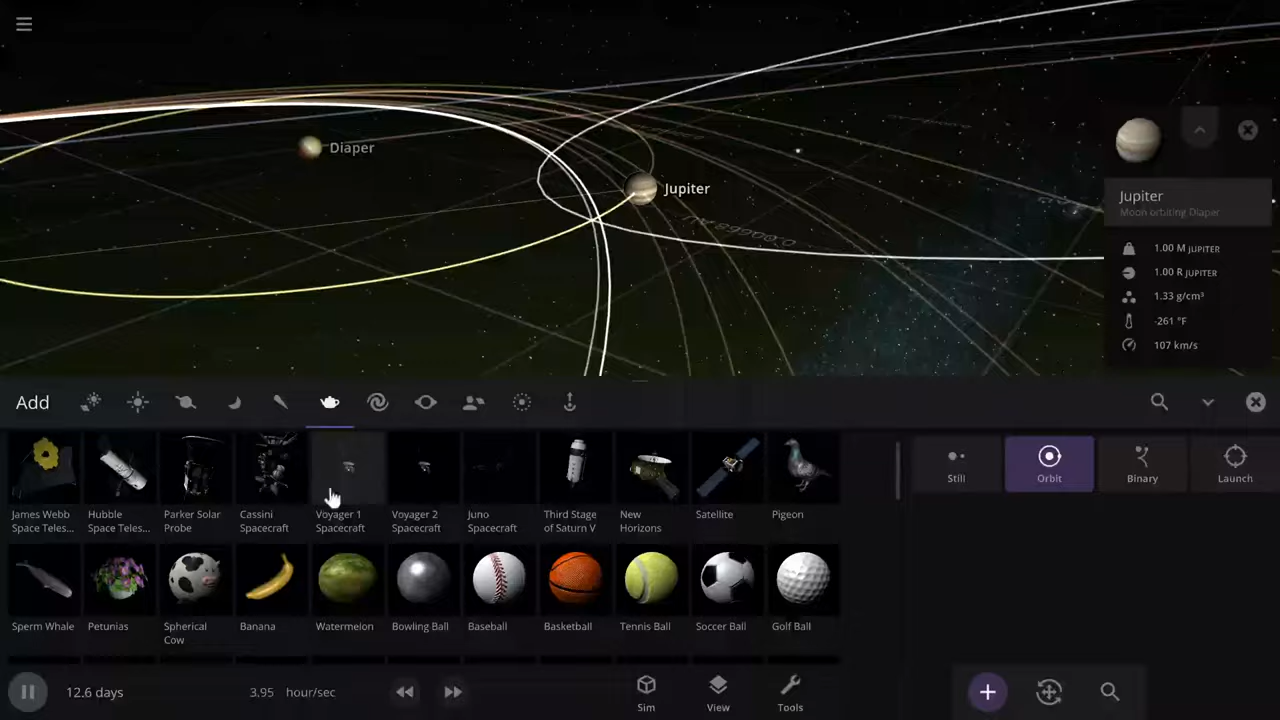 Diaper
Jupiter
Jupiter
Moon orbiting Diaper
1.00 M JUPITER
1.00 R JUPITER
1.33 g/cm³
-261 °F
107 km/s
Add
James Webb Space Teles...
Hubble Space Teles...
Parker Solar Probe
Cassini Spacecraft
Voyager 1 Spacecraft
Voyager 2 Spacecraft
Juno Spacecraft
Third Stage of Saturn V
New Horizons
Satellite
Pigeon
Still
Orbit
Binary
Launch
Sperm Whale
Petunias
Spherical Cow
Banana
Watermelon
Bowling Ball
Baseball
Basketball
Tennis Ball
Soccer Ball
Golf Ball
12.6 days
3.95 hour/sec
Sim
View
Tools